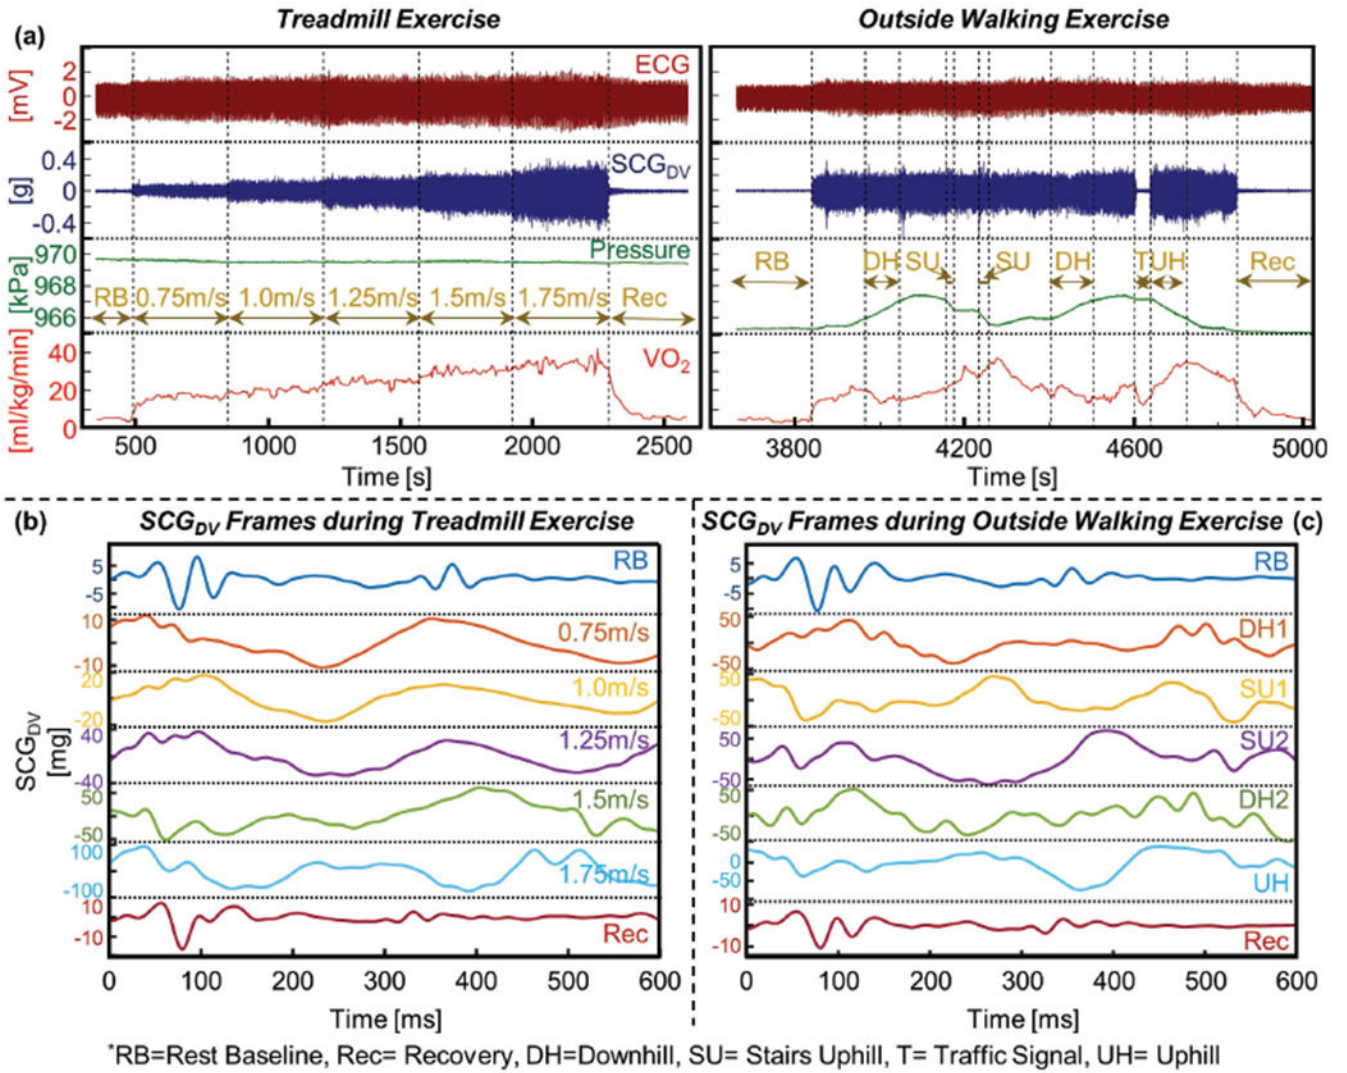 Treadmill Exercise
Outside Walking Exercise
(a)
[mV]
2
0
-2
ECG
[g]
0.4
0
-0.4
SCG_DV
[kPa]
970
968
966
Pressure
RB 0.75m/s 1.0m/s 1.25m/s 1.5m/s 1.75m/s Rec
RB DH SU SU DH T UH Rec
[ml/kg/min]
40
20
0
VO2
500 1000 1500 2000 2500
3800 4200 4600 5000
Time [s]
Time [s]
(b)
SCG_DV Frames during Treadmill Exercise
SCG_DV Frames during Outside Walking Exercise (c)
SCG_DV
[mg]
5
-5
RB
10
-10
0.75m/s
20
-20
1.0m/s
40
-40
1.25m/s
50
-50
1.5m/s
100
-100
1.75m/s
10
-10
Rec
0 100 200 300 400 500 600
Time [ms]
5
-5
RB
50
-50
DH1
50
-50
SU1
50
-50
SU2
50
-50
DH2
0
-50
UH
10
-10
Rec
0 100 200 300 400 500 600
Time [ms]
*RB=Rest Baseline, Rec= Recovery, DH=Downhill, SU= Stairs Uphill, T= Traffic Signal, UH= Uphill